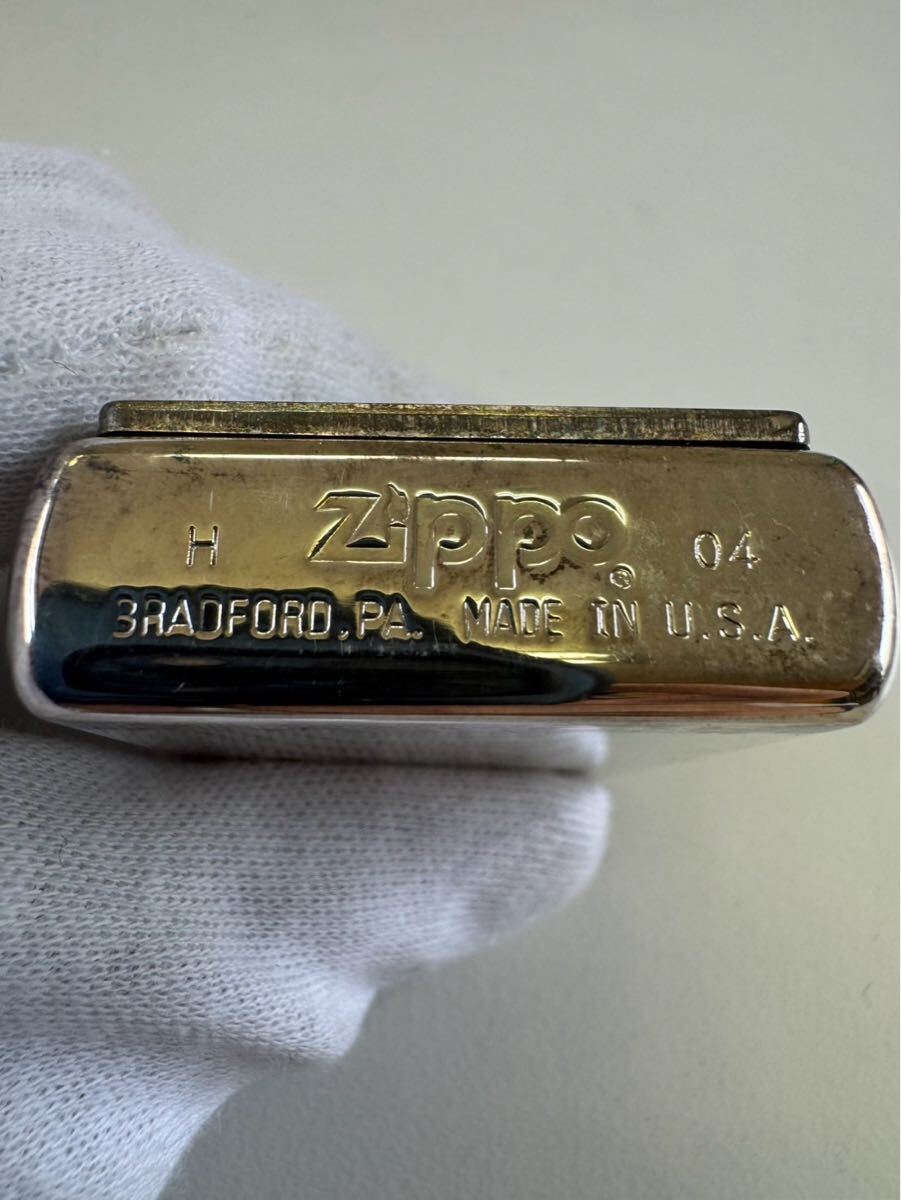 H Zippo® 04
BRADFORD, PA. MADE IN U.S.A.